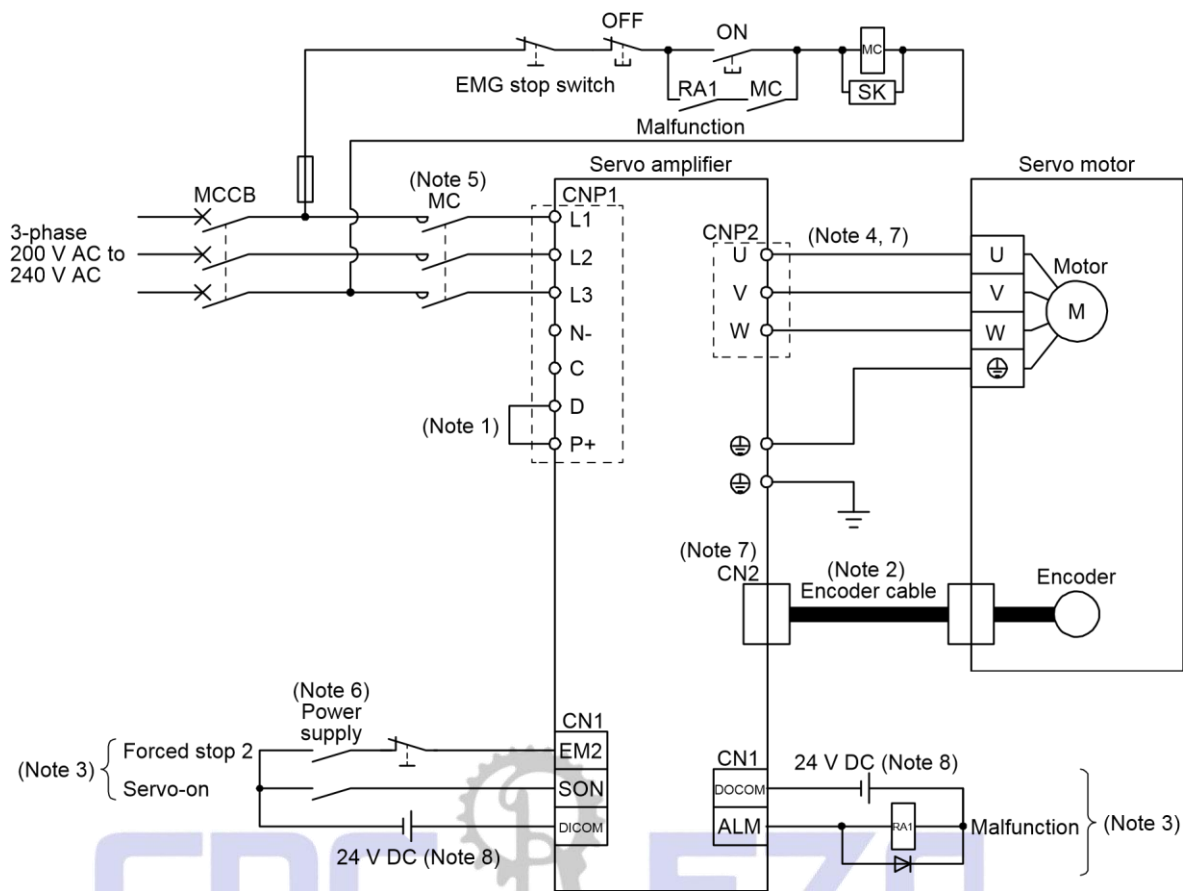 OFF
ON
MC
EMG stop switch
SK
RA1
MC
Malfunction
Servo amplifier
Servo motor
MCCB
(Note 5)
MC
CNP1
3-phase
200 V AC to
240 V AC
L1
L2
L3
N-
C
D
P+
(Note 1)
CNP2
U
V
W
(Note 4, 7)
U
V
W
Motor
M
(Note 7)
CN2
(Note 2)
Encoder cable
Encoder
(Note 6)
Power
supply
CN1
(Note 3)
Forced stop 2
EM2
Servo-on
SON
DICOM
24 V DC (Note 8)
CN1
24 V DC (Note 8)
DOCOM
ALM
RA1
Malfunction
(Note 3)